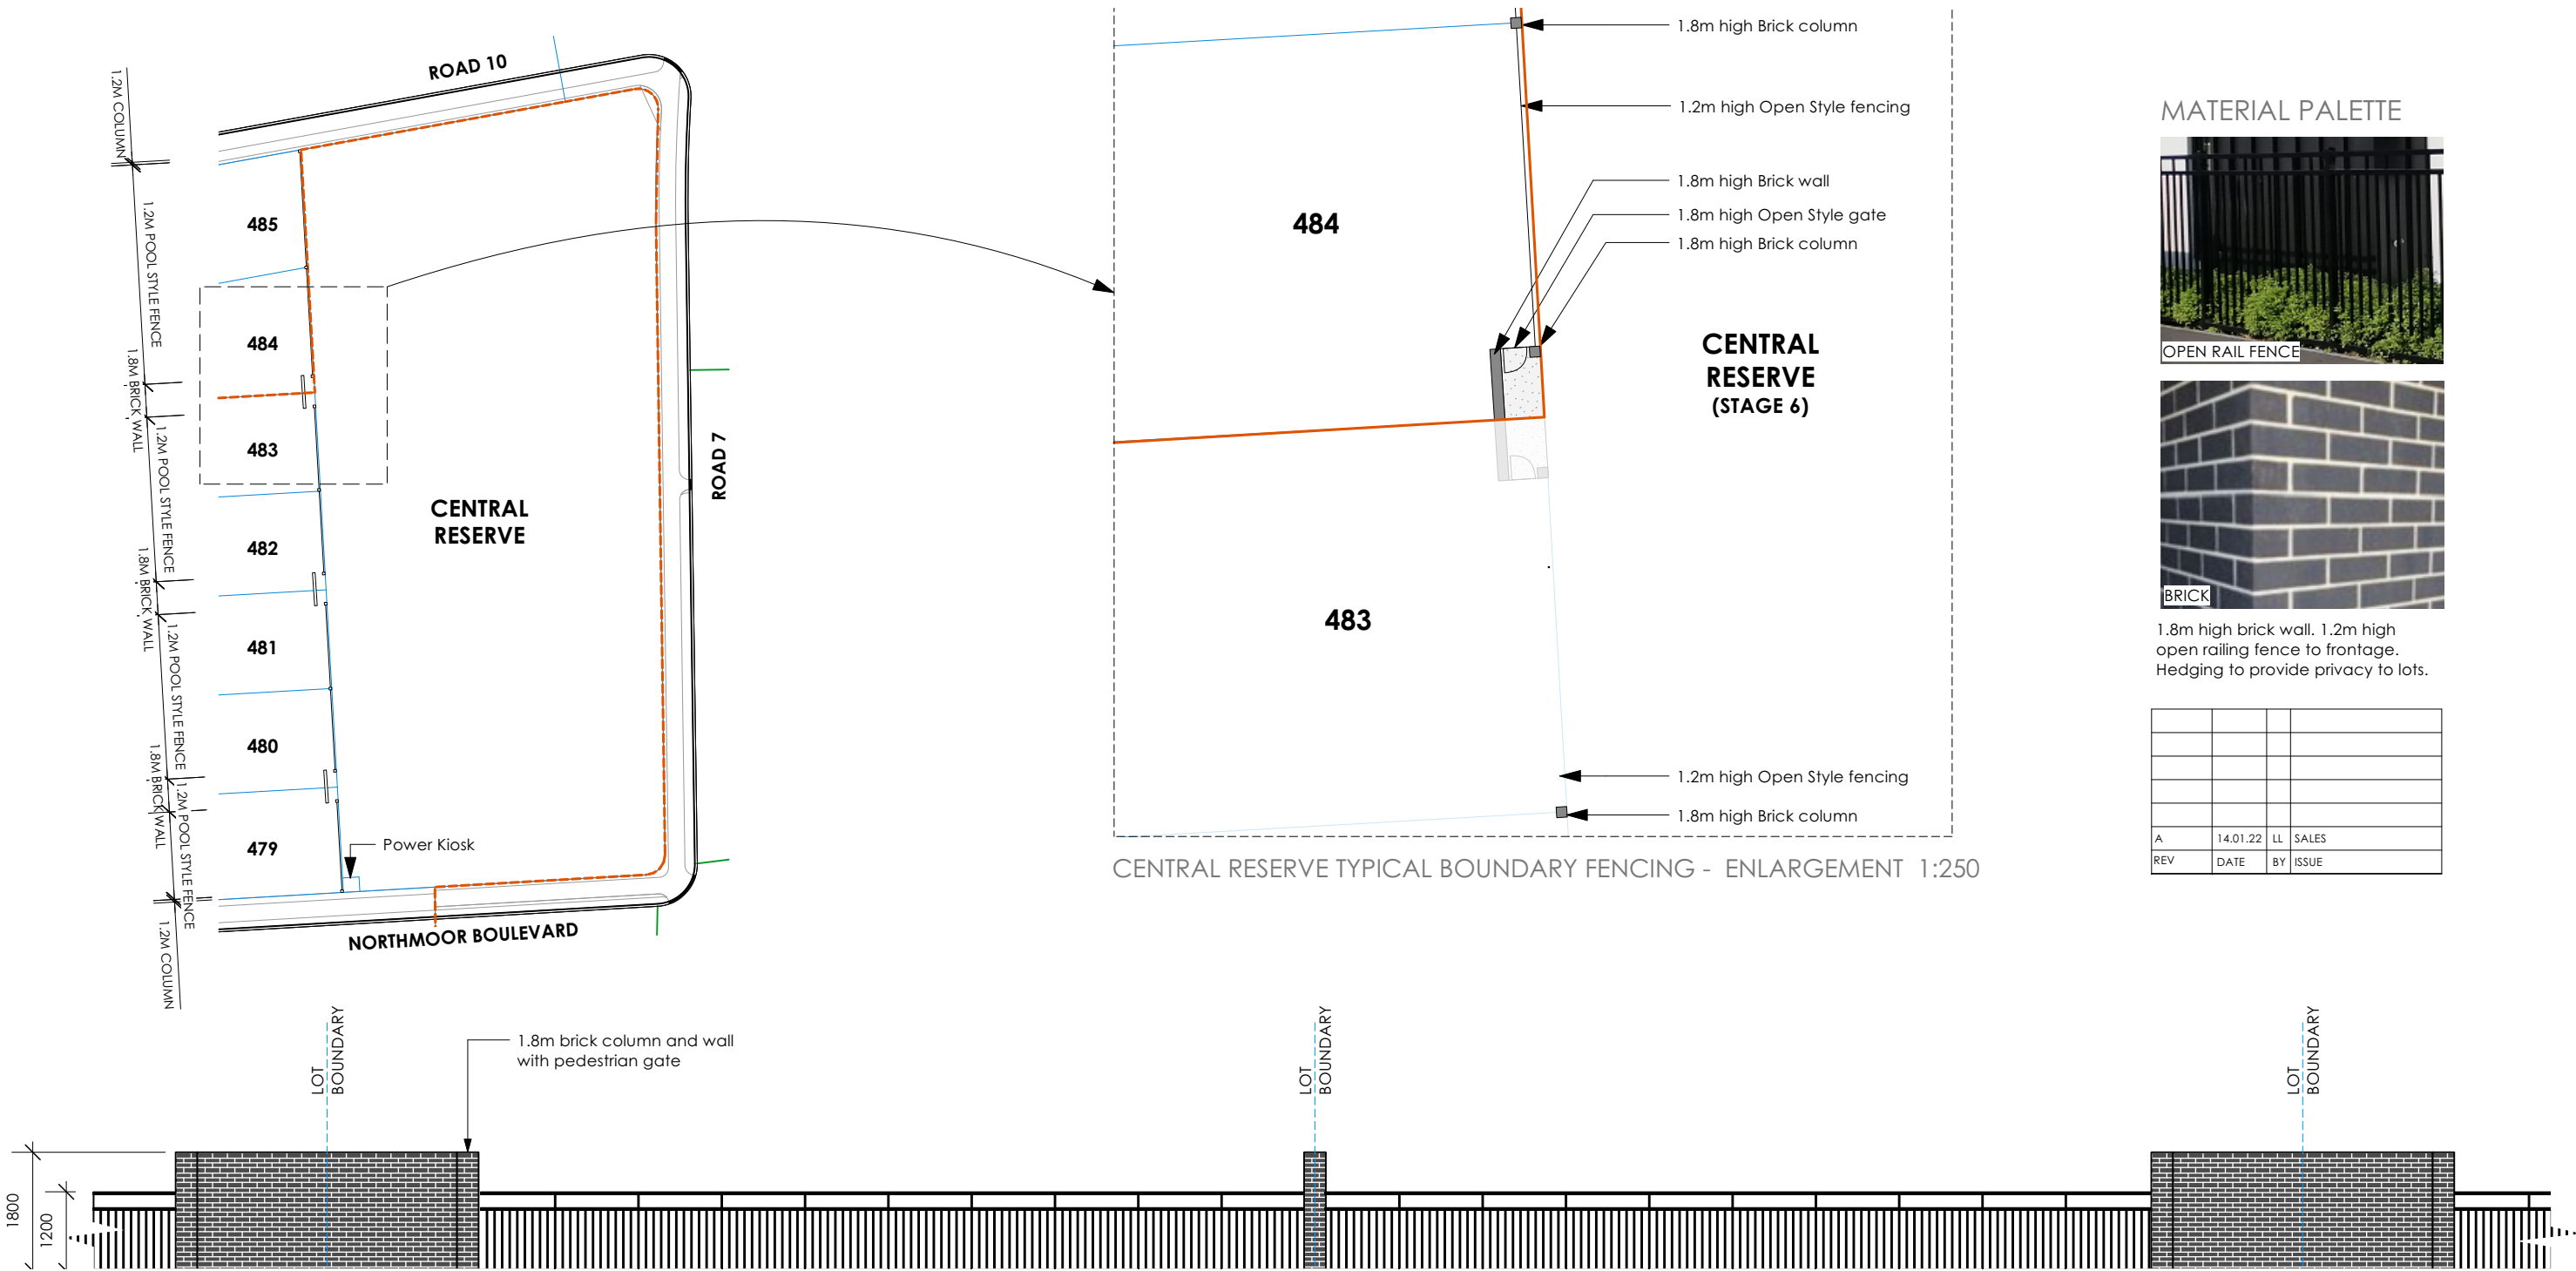 ROAD 10
1.2M COLUMN
1.2M POOL STYLE FENCE
1.8M BRICK WALL
1.2M POOL STYLE FENCE
1.8M BRICK WALL
1.2M POOL STYLE FENCE
1.8M BRICK WALL
1.2M POOL STYLE FENCE
1.2M COLUMN
485
484
483
482
481
480
479
CENTRAL
RESERVE
ROAD 7
Power Kiosk
NORTHMOOR BOULEVARD
1.8m high Brick column
1.2m high Open Style fencing
1.8m high Brick wall
1.8m high Open Style gate
1.8m high Brick column
484
CENTRAL
RESERVE
(STAGE 6)
483
1.2m high Open Style fencing
1.8m high Brick column
CENTRAL RESERVE TYPICAL BOUNDARY FENCING - ENLARGEMENT 1:250
MATERIAL PALETTE
OPEN RAIL FENCE
BRICK
1.8m high brick wall. 1.2m high
open railing fence to frontage.
Hedging to provide privacy to lots.
A 14.01.22 LL SALES
REV DATE BY ISSUE
LOT
BOUNDARY
1.8m brick column and wall
with pedestrian gate
LOT
BOUNDARY
LOT
BOUNDARY
1800
1200